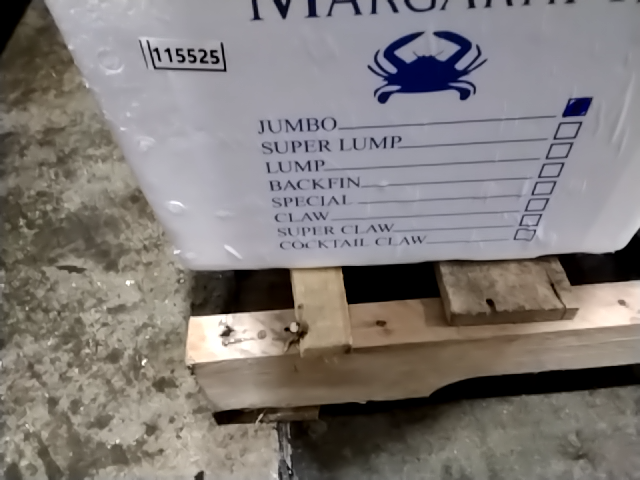 115525
JUMBO
SUPER LUMP
LUMP
BACKFIN
SPECIAL
CLAW
SUPER CLAW
COCKTAIL CLAW